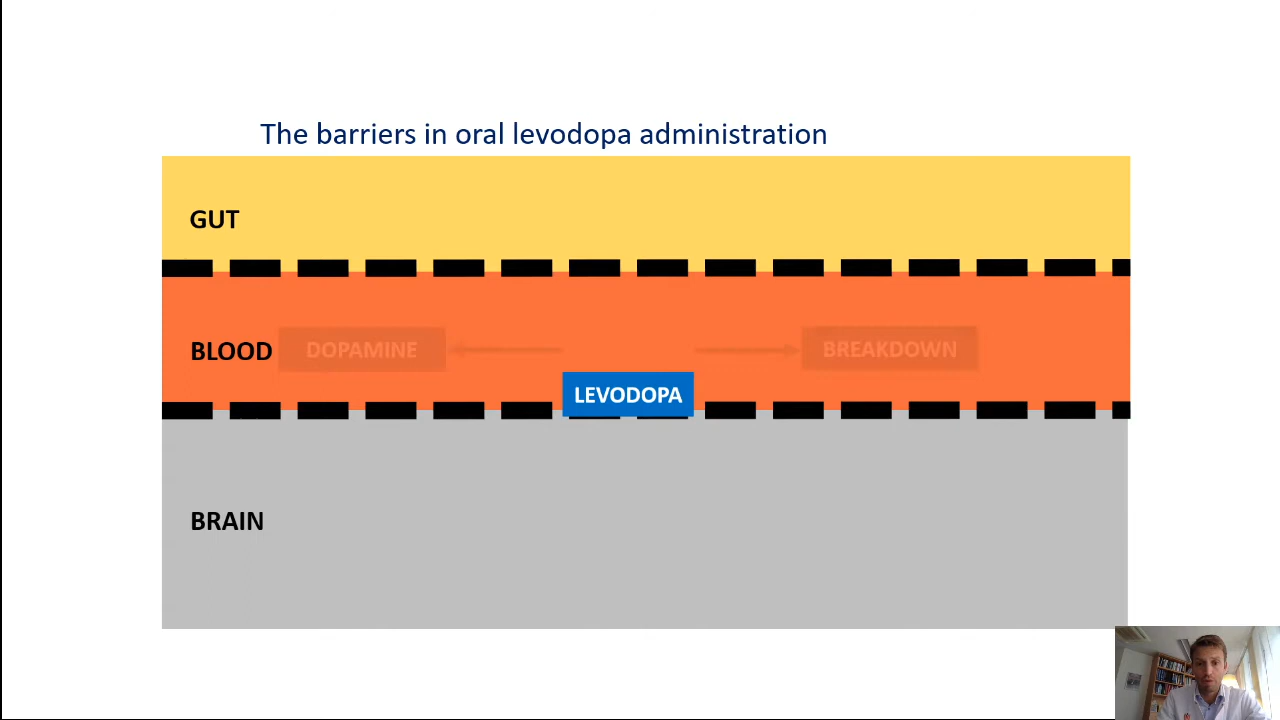 The barriers in oral levodopa administration
GUT
BLOOD
DOPAMINE
BREAKDOWN
LEVODOPA
BRAIN